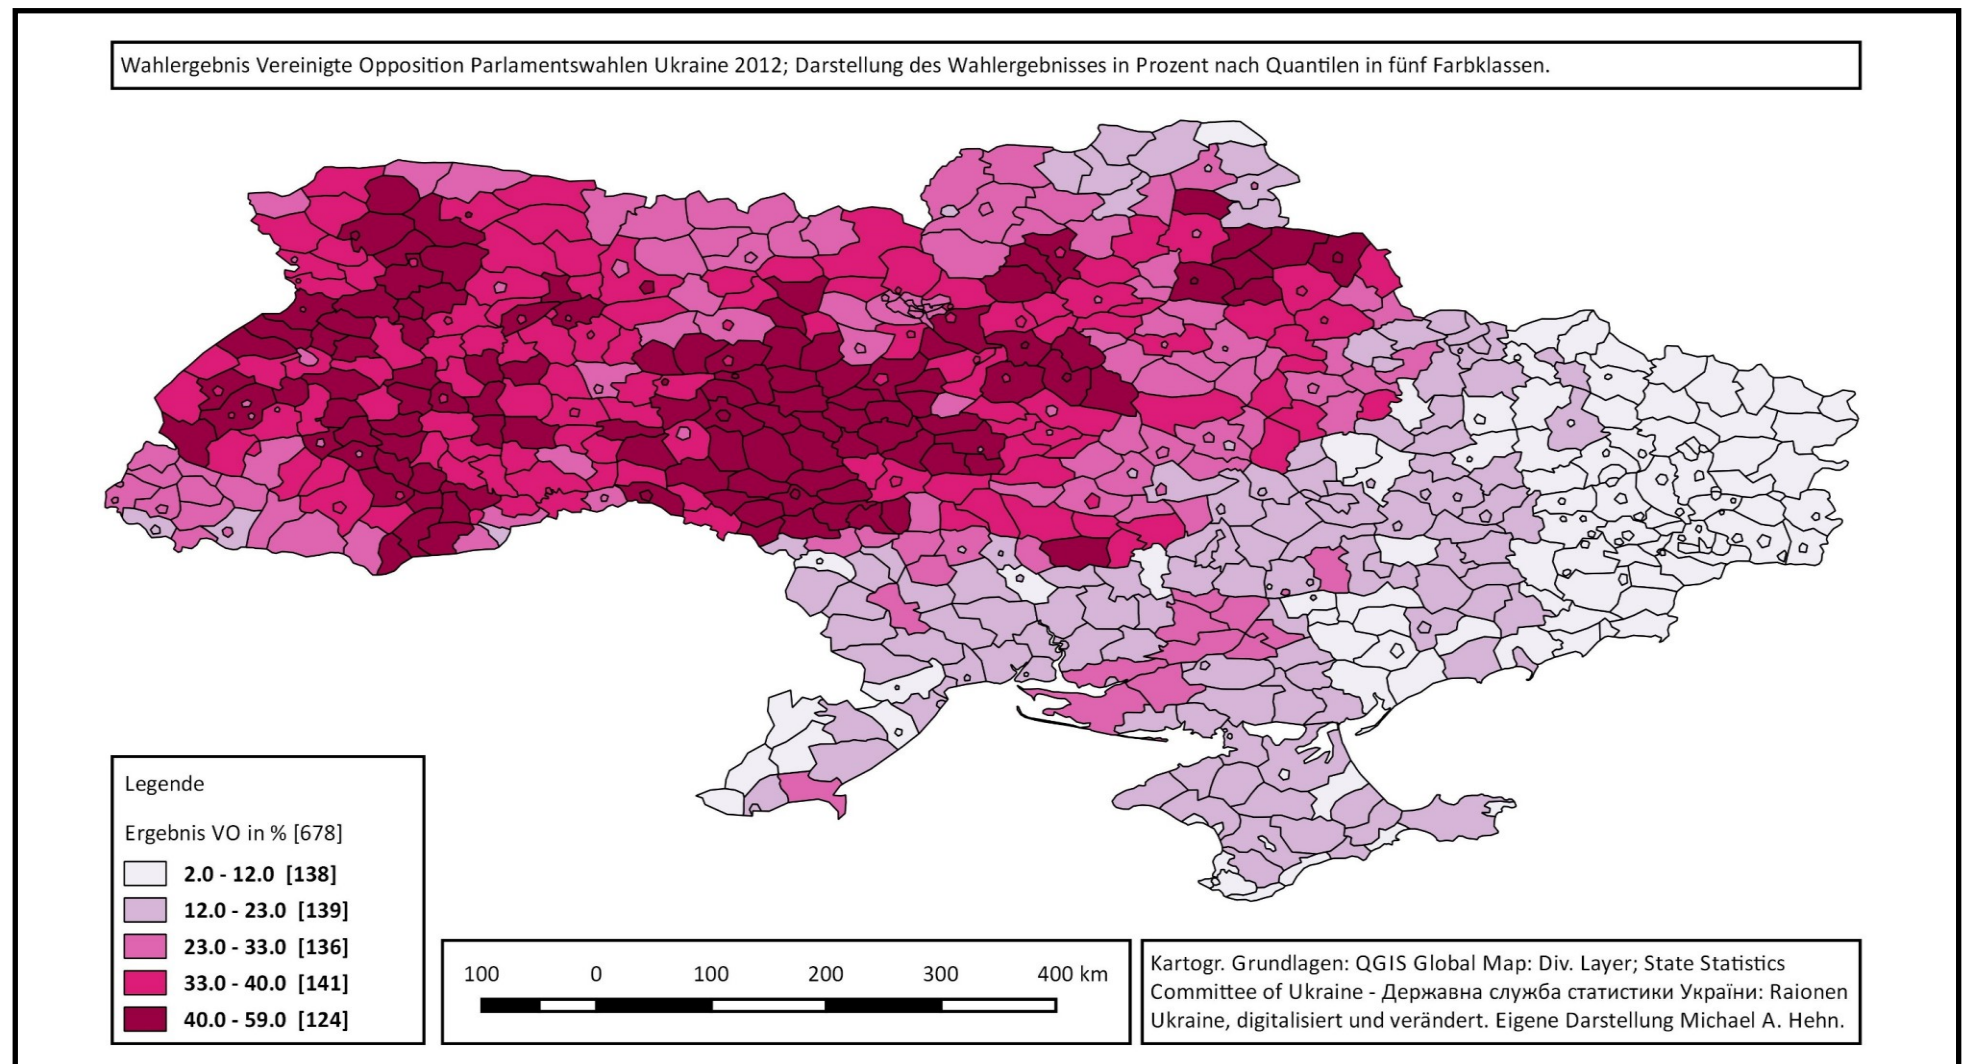 Wahlergebnis Vereinigte Opposition Parlamentswahlen Ukraine 2012; Darstellung des Wahlergebnisses in Prozent nach Quantilen in fünf Farbklassen.
Legende
Ergebnis VO in % [678]
2.0 - 12.0 [138]
12.0 - 23.0 [139]
23.0 - 33.0 [136]
33.0 - 40.0 [141]
40.0 - 59.0 [124]
100 0 100 200 300 400 km
Kartogr. Grundlagen: QGIS Global Map: Div. Layer; State Statistics
Committee of Ukraine - Державна служба статистики України: Raionen
Ukraine, digitalisiert und verändert. Eigene Darstellung Michael A. Hehn.